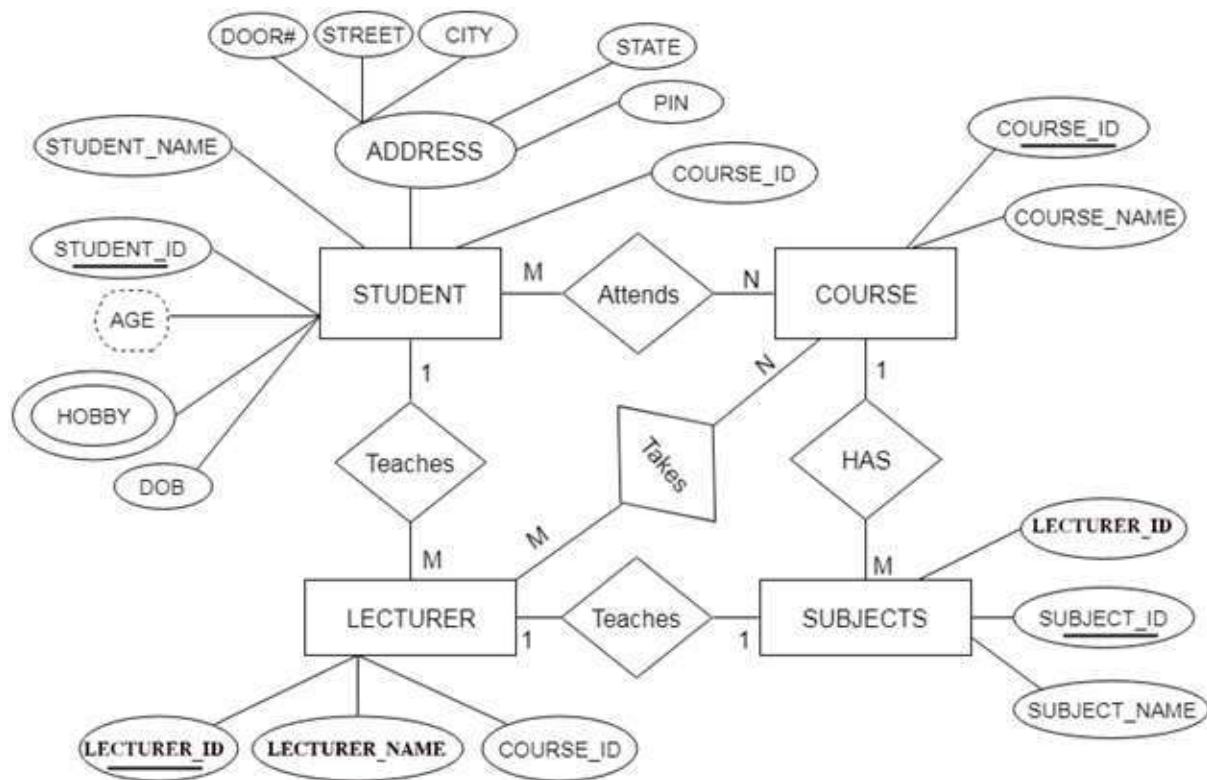 DOOR#
STREET
CITY
STATE
PIN
ADDRESS
STUDENT_NAME
COURSE_ID
COURSE_ID
COURSE_NAME
STUDENT_ID
AGE
HOBBY
DOB
STUDENT
M
Attends
N
COURSE
1
Teaches
M
N
Takes
M
1
HAS
M
LECTURER
1
Teaches
1
SUBJECTS
LECTURER_ID
SUBJECT_ID
SUBJECT_NAME
LECTURER_ID
LECTURER_NAME
COURSE_ID